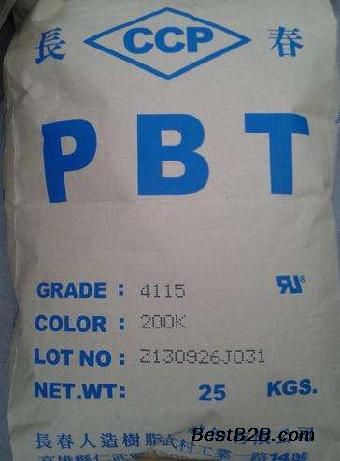 長 CCP 春
PBT
GRADE : 4115
COLOR : 200K
LOT NO : Z130926J031
NET.WT: 25 KGS.
長春人造樹脂
BestB2B.com